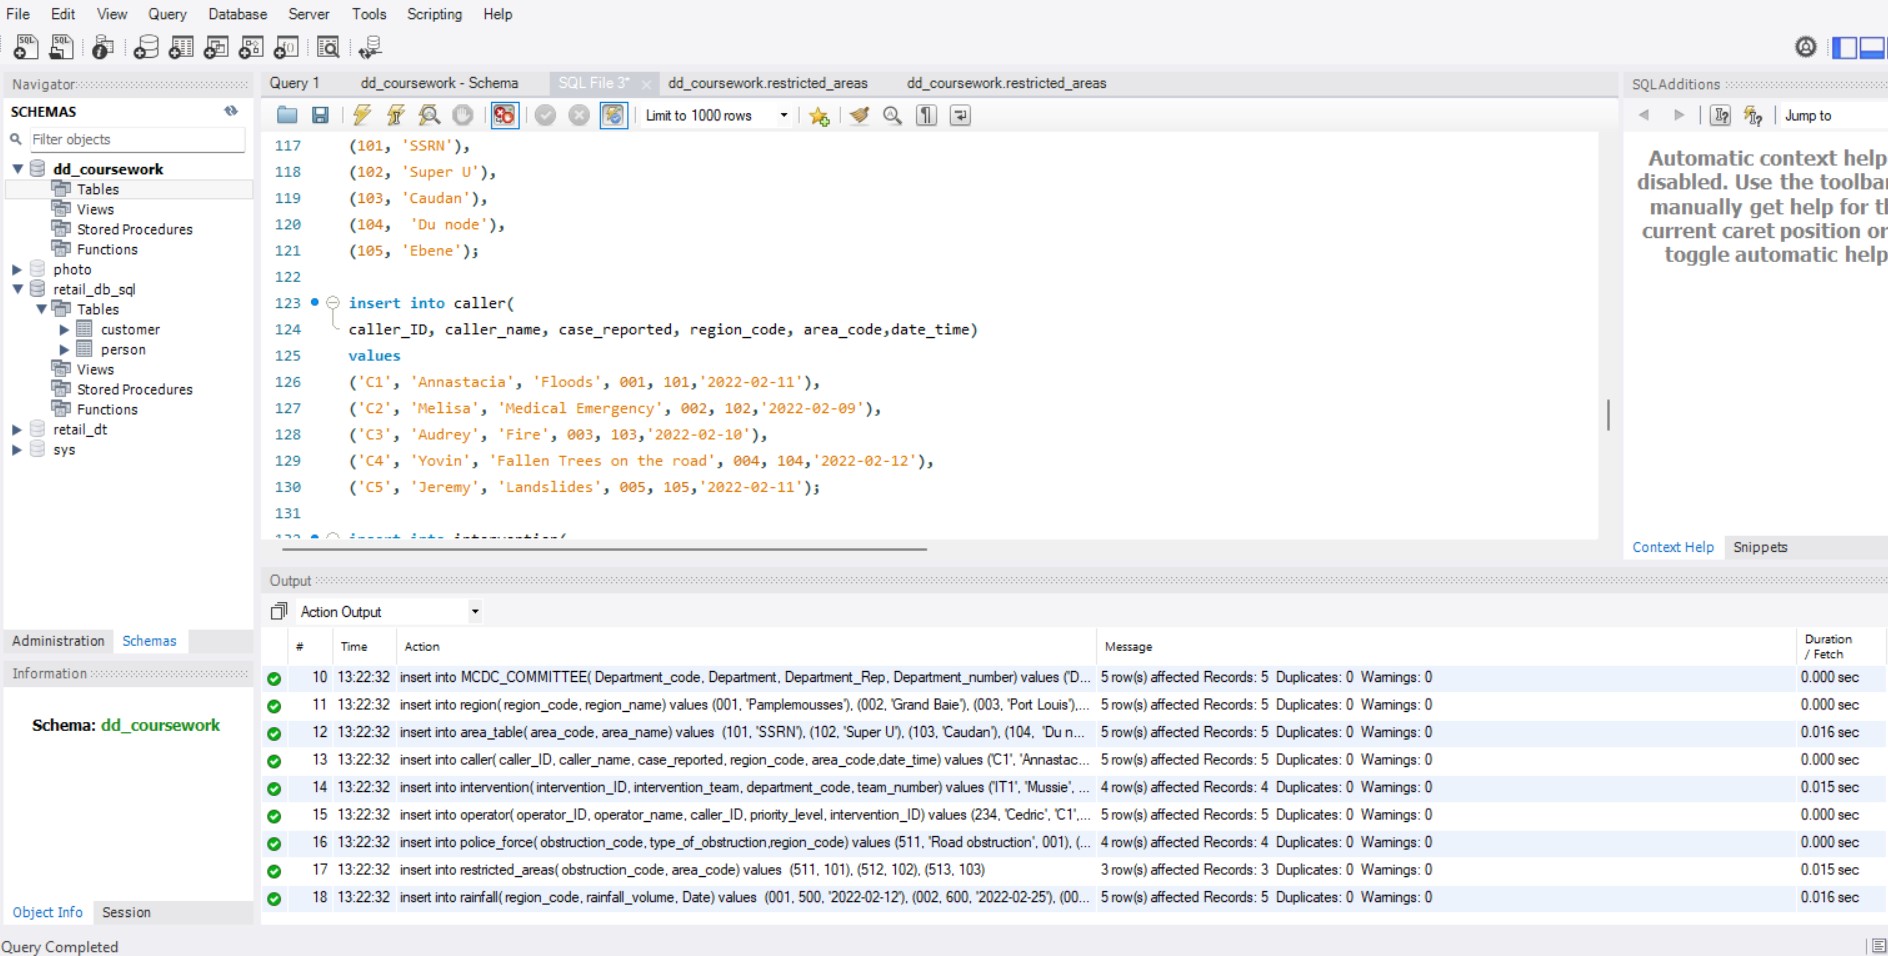 File Edit View Query Database Server Tools Scripting Help
Navigator
SCHEMAS
Filter objects
dd_coursework
Tables
Views
Stored Procedures
Functions
photo
retail_db_sql
Tables
customer
person
Views
Stored Procedures
Functions
retail_dt
sys
Administration Schemas
Information
Schema: dd_coursework
Object Info Session
Query Completed
Query 1 dd_coursework - Schema SQL File 3* dd_coursework.restricted_areas dd_coursework.restricted_areas
Limit to 1000 rows
117 (101, 'SSRN'),
118 (102, 'Super U'),
119 (103, 'Caudan'),
120 (104,  'Du node'),
121 (105, 'Ebene');
122
123 insert into caller(
124 caller_ID, caller_name, case_reported, region_code, area_code,date_time)
125 values
126 ('C1', 'Annastacia', 'Floods', 001, 101,'2022-02-11'),
127 ('C2', 'Melisa', 'Medical Emergency', 002, 102,'2022-02-09'),
128 ('C3', 'Audrey', 'Fire', 003, 103,'2022-02-10'),
129 ('C4', 'Yovin', 'Fallen Trees on the road', 004, 104,'2022-02-12'),
130 ('C5', 'Jeremy', 'Landslides', 005, 105,'2022-02-11');
131
132 insert into intervention(
SQLAdditions
Jump to
Automatic context help
disabled. Use the toolbar
manually get help for th
current caret position or
toggle automatic help
Context Help Snippets
Output
Action Output
# Time Action Message Duration / Fetch
10 13:22:32 insert into MCDC_COMMITTEE( Department_code, Department, Department_Rep, Department_number) values ('D... 5 row(s) affected Records: 5  Duplicates: 0  Warnings: 0 0.000 sec
11 13:22:32 insert into region( region_code, region_name) values (001, 'Pamplemousses'), (002, 'Grand Baie'), (003, 'Port Louis'),... 5 row(s) affected Records: 5  Duplicates: 0  Warnings: 0 0.000 sec
12 13:22:32 insert into area_table( area_code, area_name) values  (101, 'SSRN'), (102, 'Super U'), (103, 'Caudan'), (104,  'Du n... 5 row(s) affected Records: 5  Duplicates: 0  Warnings: 0 0.016 sec
13 13:22:32 insert into caller( caller_ID, caller_name, case_reported, region_code, area_code,date_time) values ('C1', 'Annastac... 5 row(s) affected Records: 5  Duplicates: 0  Warnings: 0 0.000 sec
14 13:22:32 insert into intervention( intervention_ID, intervention_team, department_code, team_number) values ('IT1', 'Mussie', ... 4 row(s) affected Records: 4  Duplicates: 0  Warnings: 0 0.015 sec
15 13:22:32 insert into operator( operator_ID, operator_name, caller_ID, priority_level, intervention_ID) values (234, 'Cedric', 'C1',... 5 row(s) affected Records: 5  Duplicates: 0  Warnings: 0 0.000 sec
16 13:22:32 insert into police_force( obstruction_code, type_of_obstruction,region_code) values (511, 'Road obstruction', 001), (... 4 row(s) affected Records: 4  Duplicates: 0  Warnings: 0 0.000 sec
17 13:22:32 insert into restricted_areas( obstruction_code, area_code) values  (511, 101), (512, 102), (513, 103) 3 row(s) affected Records: 3  Duplicates: 0  Warnings: 0 0.015 sec
18 13:22:32 insert into rainfall( region_code, rainfall_volume, Date) values  (001, 500, '2022-02-12'), (002, 600, '2022-02-25'), (00... 5 row(s) affected Records: 5  Duplicates: 0  Warnings: 0 0.016 sec